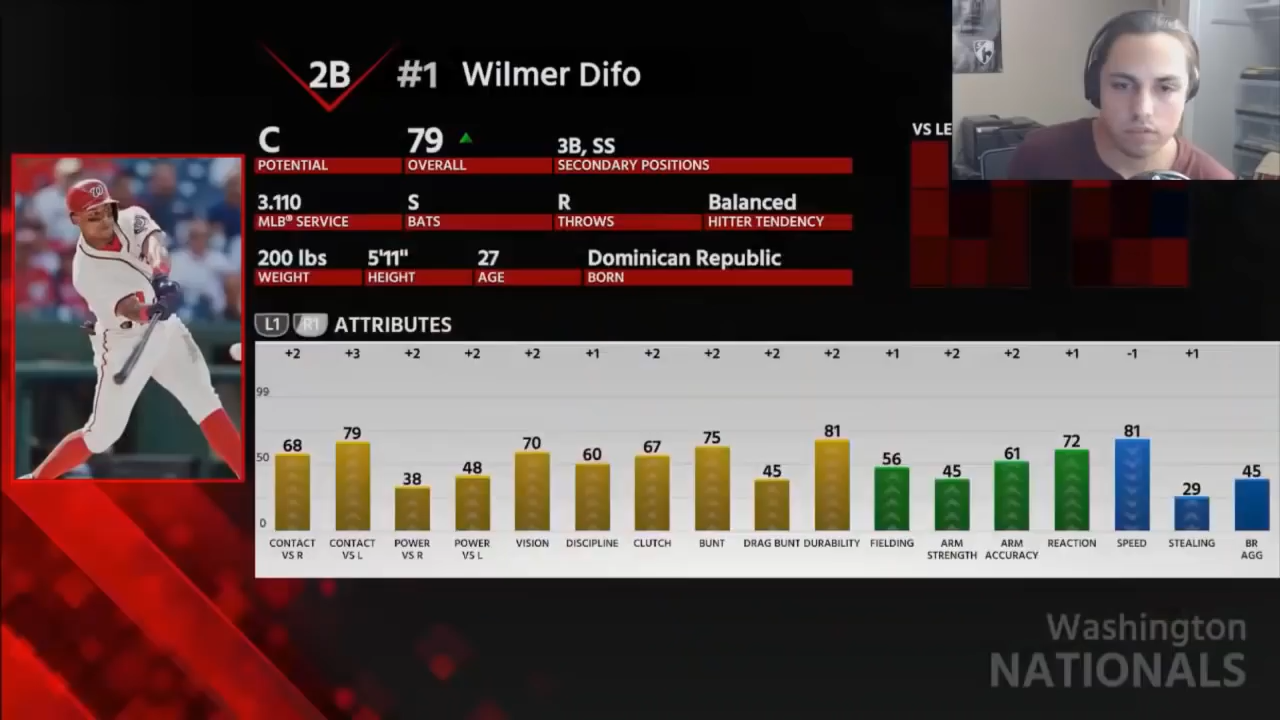 2B #1 Wilmer Difo
C 79 3B, SS
POTENTIAL OVERALL SECONDARY POSITIONS
3.110 S R Balanced
MLB® SERVICE BATS THROWS HITTER TENDENCY
200 lbs 5'11" 27 Dominican Republic
WEIGHT HEIGHT AGE BORN
VS LE
L1 R1 ATTRIBUTES
+2 +3 +2 +2 +2 +1 +2 +2 +2 +2 +1 +2 +2 +1 -1 +1
99
50
0
68 79 38 48 70 60 67 75 45 81 56 45 61 72 81 29 45
CONTACT CONTACT POWER POWER VISION DISCIPLINE CLUTCH BUNT DRAG BUNT DURABILITY FIELDING ARM ARM REACTION SPEED STEALING BR
VS R VS L VS R VS L STRENGTH ACCURACY AGG
Washington
NATIONALS